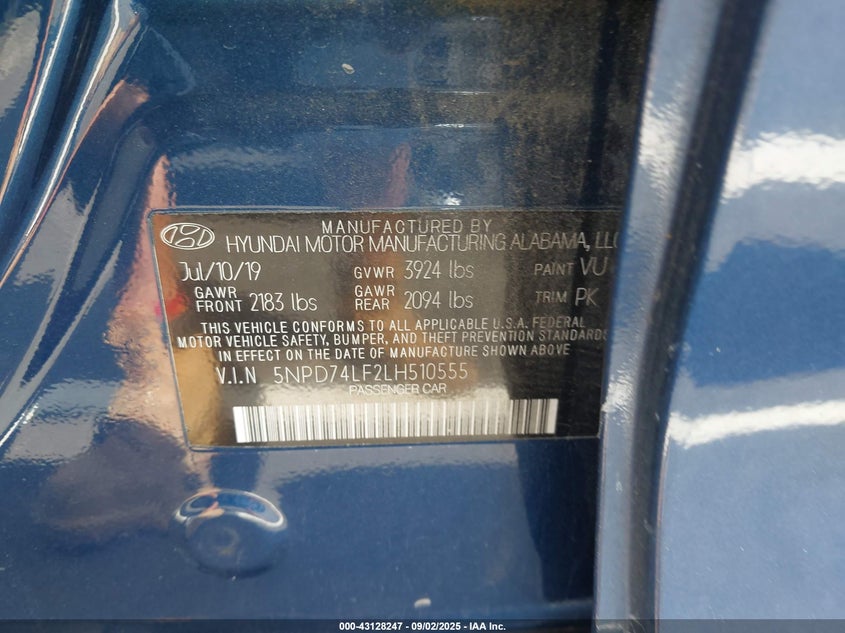 MANUFACTURED BY
HYUNDAI MOTOR MANUFACTURING ALABAMA, LLC
Jul/10/19 GVWR 3924 lbs PAINT VU
GAWR FRONT 2183 lbs GAWR REAR 2094 lbs TRIM PK
THIS VEHICLE CONFORMS TO ALL APPLICABLE U.S.A. FEDERAL
MOTOR VEHICLE SAFETY, BUMPER, AND THEFT PREVENTION STANDARDS
IN EFFECT ON THE DATE OF MANUFACTURE SHOWN ABOVE
V.I.N 5NPD74LF2LH510555
PASSENGER CAR
000-43128247 - 09/02/2025 - IAA Inc.